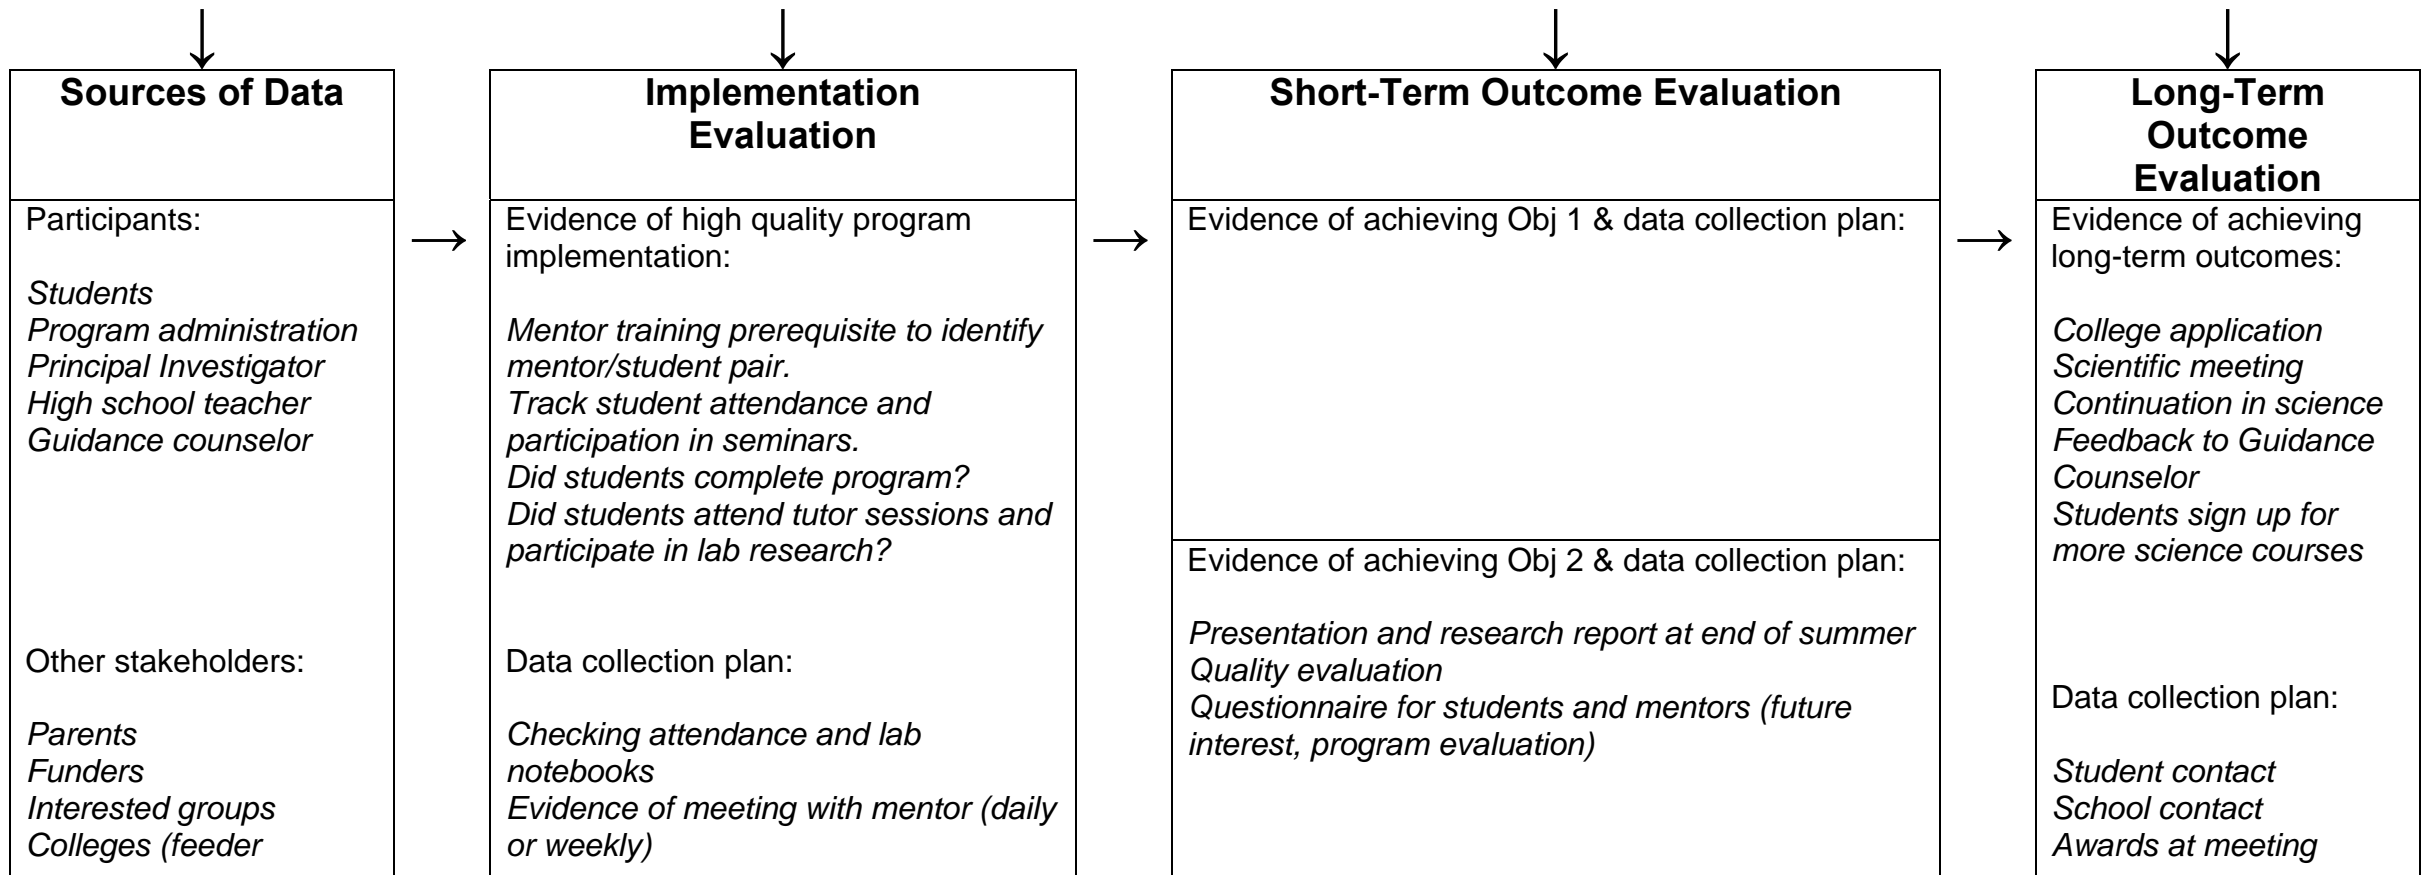 Sources of Data
Participants:
Students
Program administration
Principal Investigator
High school teacher
Guidance counselor
Other stakeholders:
Parents
Funders
Interested groups
Colleges (feeder
Implementation
Evaluation
Evidence of high quality program
implementation:
Mentor training prerequisite to identify
mentor/student pair.
Track student attendance and
participation in seminars.
Did students complete program?
Did students attend tutor sessions and
participate in lab research?
Data collection plan:
Checking attendance and lab
notebooks
Evidence of meeting with mentor (daily
or weekly)
Short-Term Outcome Evaluation
Evidence of achieving Obj 1 & data collection plan:
Evidence of achieving Obj 2 & data collection plan:
Presentation and research report at end of summer
Quality evaluation
Questionnaire for students and mentors (future
interest, program evaluation)
Long-Term
Outcome
Evaluation
Evidence of achieving
long-term outcomes:
College application
Scientific meeting
Continuation in science
Feedback to Guidance
Counselor
Students sign up for
more science courses
Data collection plan:
Student contact
School contact
Awards at meeting